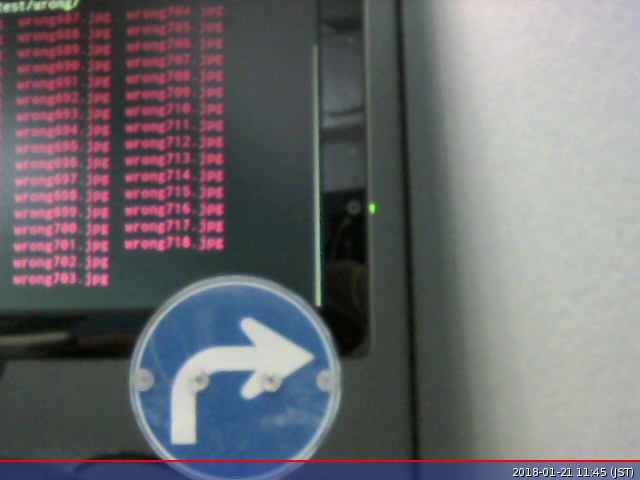 test/wrong/
wrong687.jpg wrong704.jpg
wrong688.jpg wrong705.jpg
wrong689.jpg wrong706.jpg
wrong690.jpg wrong707.jpg
wrong691.jpg wrong708.jpg
wrong692.jpg wrong709.jpg
wrong693.jpg wrong710.jpg
wrong694.jpg wrong711.jpg
wrong695.jpg wrong712.jpg
wrong696.jpg wrong713.jpg
wrong697.jpg wrong714.jpg
wrong698.jpg wrong715.jpg
wrong699.jpg wrong716.jpg
wrong700.jpg wrong717.jpg
wrong701.jpg wrong718.jpg
wrong702.jpg
wrong703.jpg
2018-01-21 11:45 (JST)